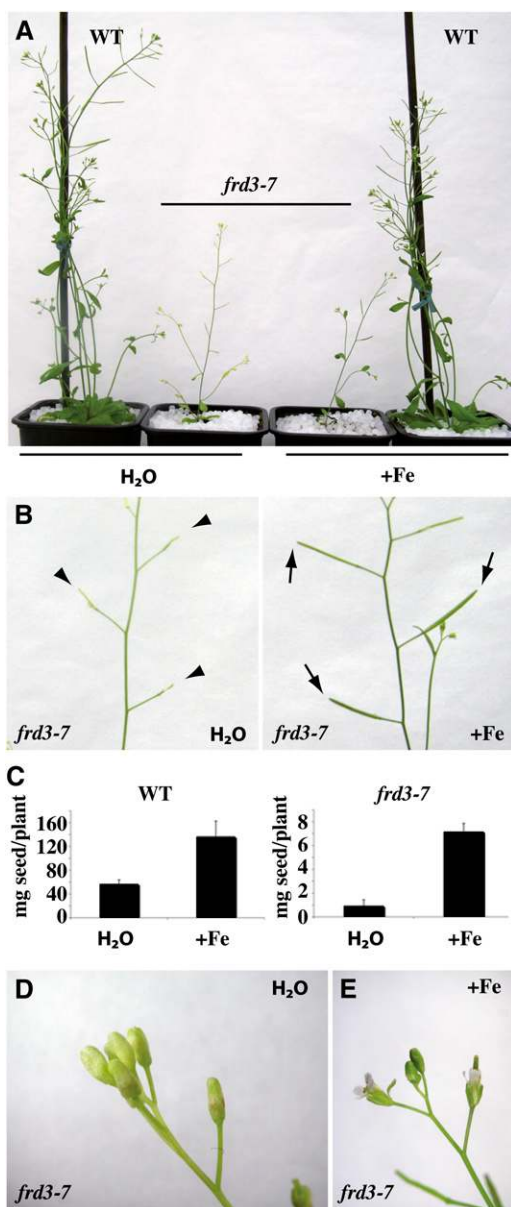 A
WT
WT
frd3-7
H₂O
+Fe
B
frd3-7
H₂O
frd3-7
+Fe
C
WT
mg seed/plant
160
120
80
40
0
H₂O
+Fe
frd3-7
mg seed/plant
8
6
4
2
0
H₂O
+Fe
D
H₂O
frd3-7
E
+Fe
frd3-7